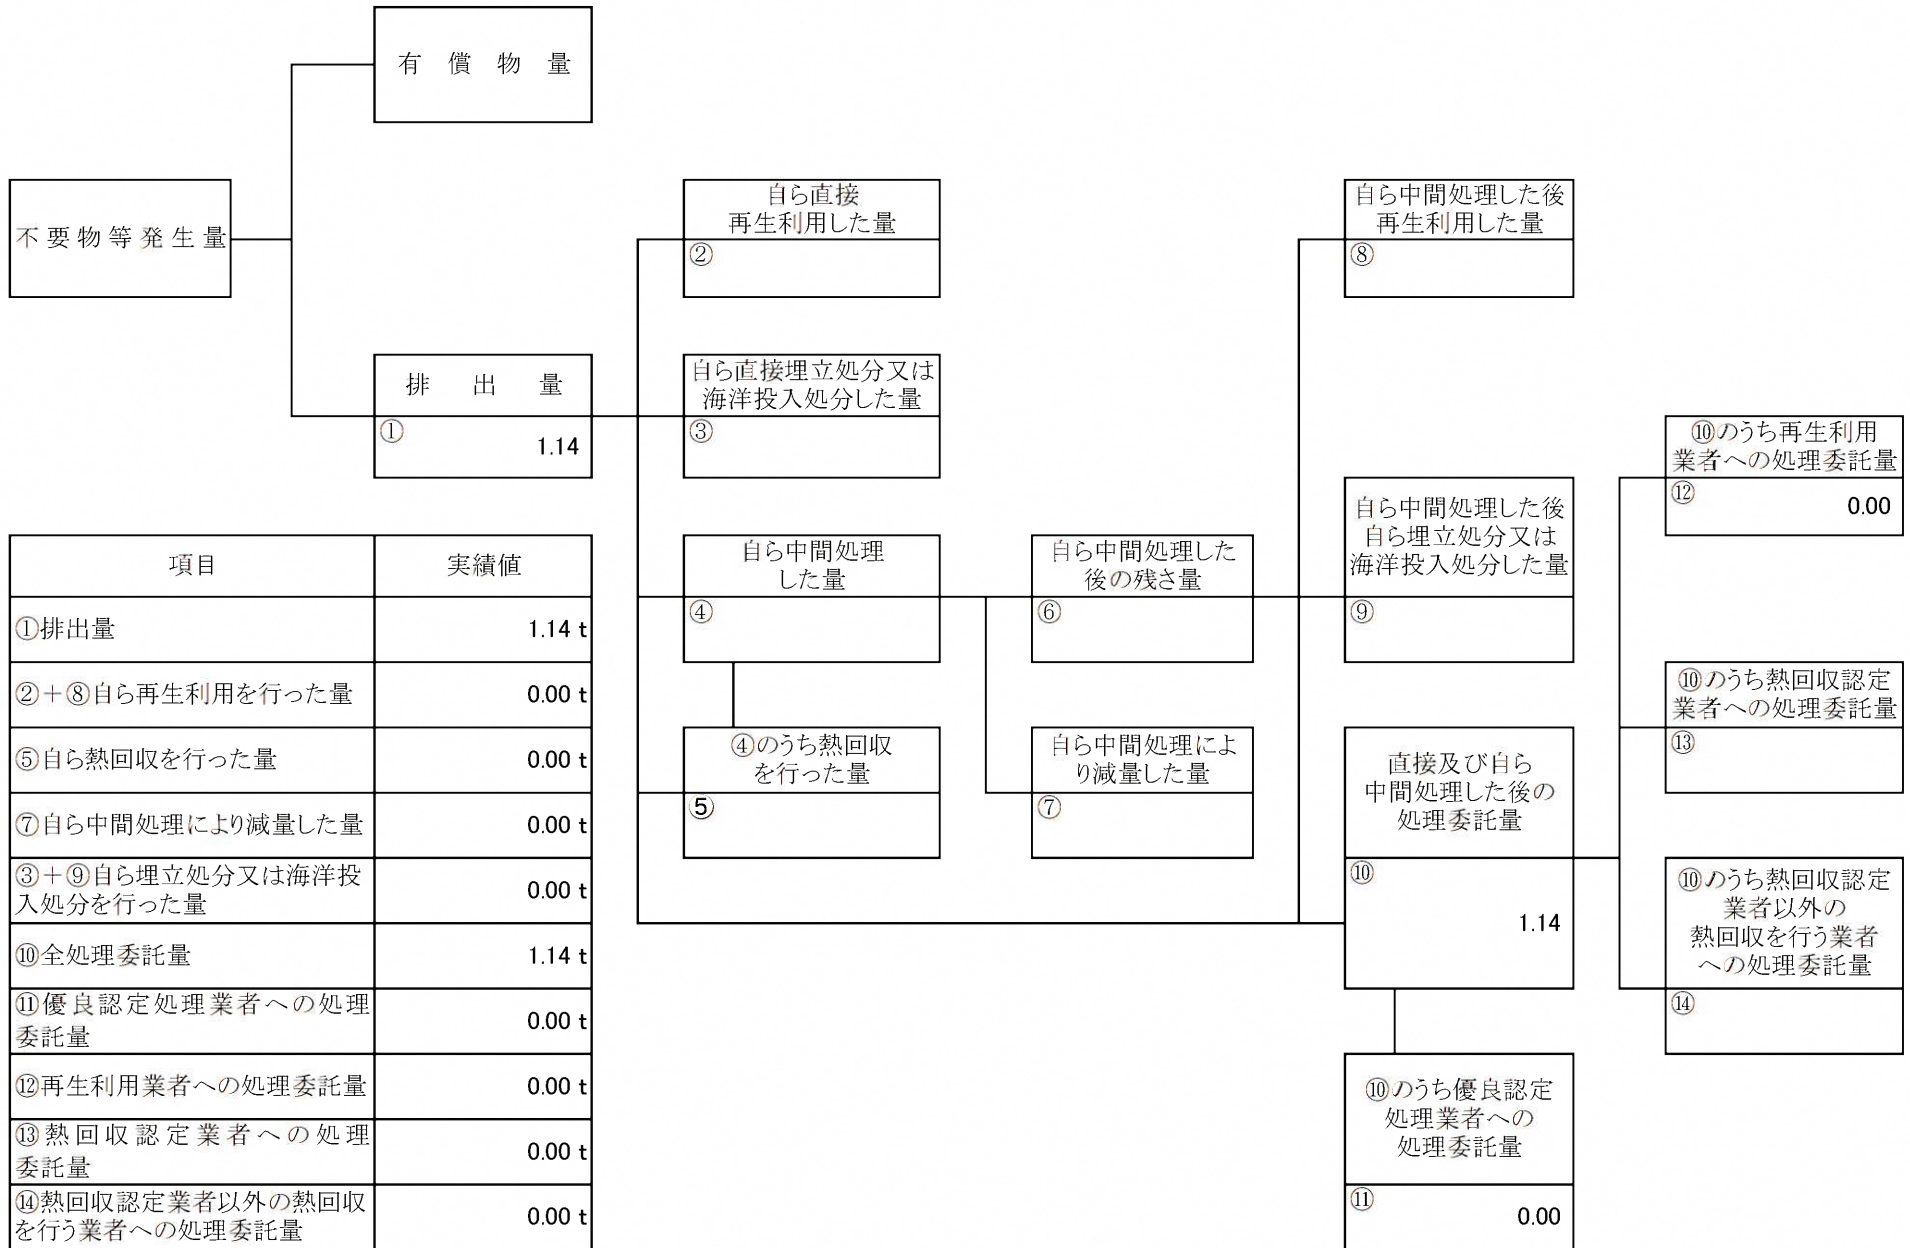 有償物量
不要物等発生量
自ら直接
再生利用した量
②
自ら中間処理した後
再生利用した量
⑧
排出量
①
1.14
自ら直接埋立処分又は
海洋投入処分した量
③
⑩のうち再生利用
業者への処理委託量
⑫
0.00
自ら中間処理
した量
④
自ら中間処理した
後の残さ量
⑥
自ら中間処理した後
自ら埋立処分又は
海洋投入処分した量
⑨
⑩のうち熱回収認定
業者への処理委託量
⑬
④のうち熱回収
を行った量
⑤
自ら中間処理によ
り減量した量
⑦
直接及び自ら
中間処理した後の
処理委託量
⑩
1.14
⑩のうち熱回収認定
業者以外の
熱回収を行う業者
への処理委託量
⑭
⑩のうち優良認定
処理業者への
処理委託量
⑪
0.00
項目 実績値
①排出量 1.14 t
②＋⑧自ら再生利用を行った量 0.00 t
⑤自ら熱回収を行った量 0.00 t
⑦自ら中間処理により減量した量 0.00 t
③＋⑨自ら埋立処分又は海洋投
入処分を行った量 0.00 t
⑩全処理委託量 1.14 t
⑪優良認定処理業者への処理
委託量 0.00 t
⑫再生利用業者への処理委託量 0.00 t
⑬熱回収認定業者への処理
委託量 0.00 t
⑭熱回収認定業者以外の熱回収
を行う業者への処理委託量 0.00 t